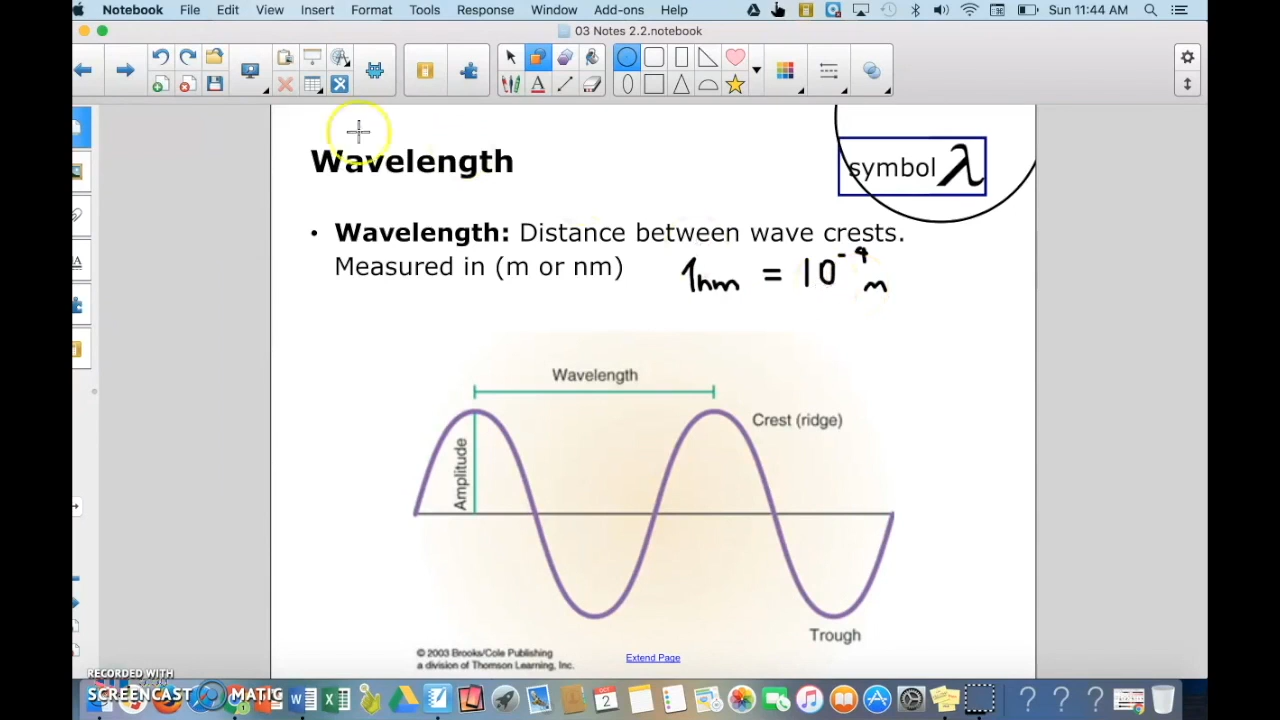 Notebook File Edit View Insert Format Tools Response Window Add-ons Help Sun 11:44 AM
03 Notes 2.2.notebook
Wavelength
symbol λ
• Wavelength: Distance between wave crests.
Measured in (m or nm)
1nm = 10⁻⁹ m
Wavelength
Crest (ridge)
Amplitude
Trough
© 2003 Brooks/Cole Publishing
a division of Thomson Learning, Inc.
Extend Page
RECORDED WITH
SCREENCAST MATIC
OCT
2